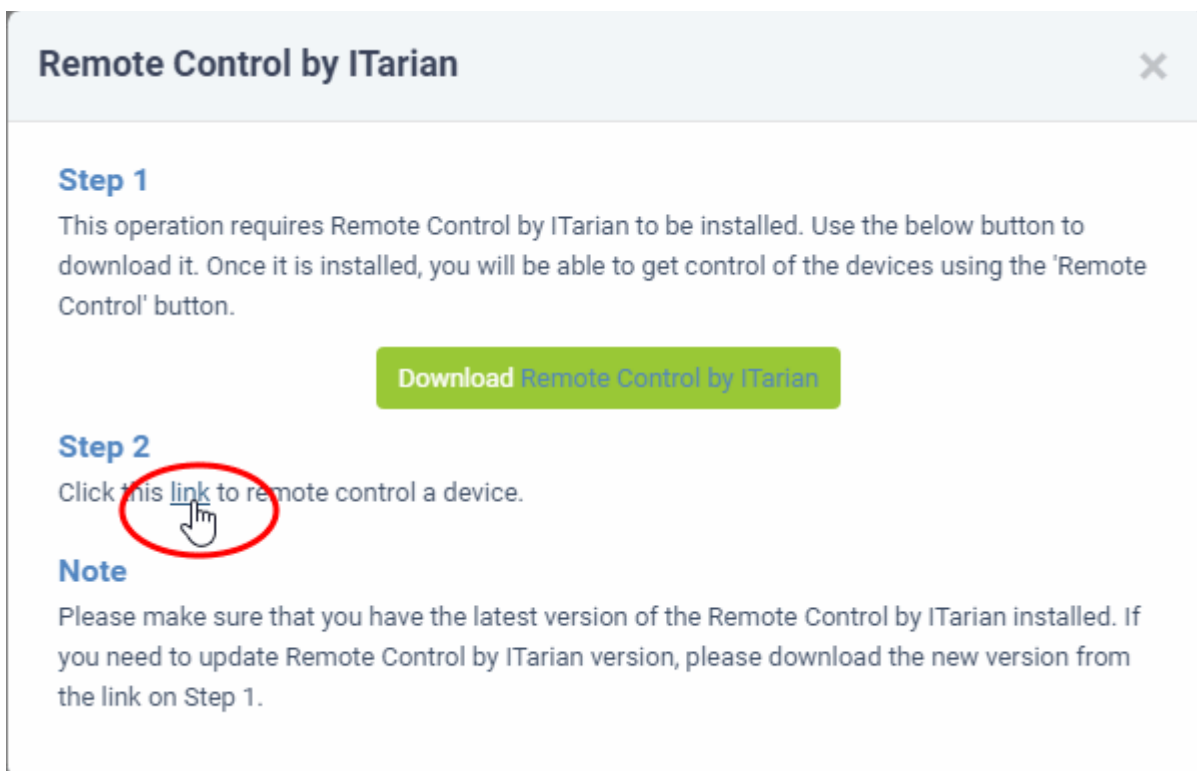 Remote Control by ITarian
Step 1
This operation requires Remote Control by ITarian to be installed. Use the below button to
download it. Once it is installed, you will be able to get control of the devices using the 'Remote
Control' button.
Download Remote Control by ITarian
Step 2
Click this link to remote control a device.
Note
Please make sure that you have the latest version of the Remote Control by ITarian installed. If
you need to update Remote Control by ITarian version, please download the new version from
the link on Step 1.